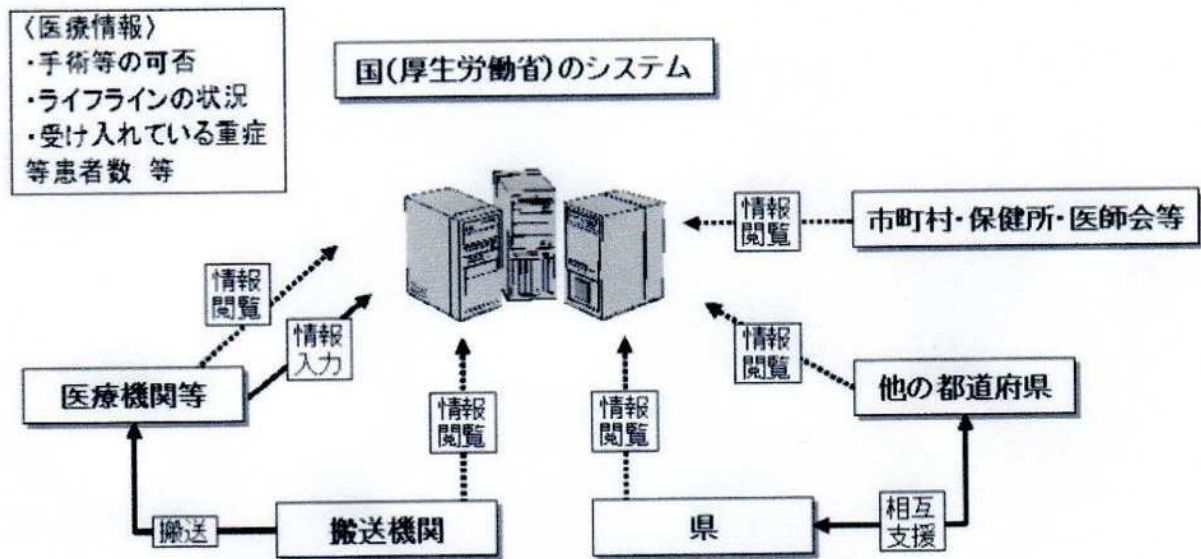 〈医療情報〉
・手術等の可否
・ライフラインの状況
・受け入れている重症
等患者数 等
国(厚生労働省)のシステム
情報
閲覧
市町村・保健所・医師会等
情報
閲覧
情報
入力
情報
閲覧
医療機関等
他の都道府県
情報
閲覧
情報
閲覧
搬送
搬送機関
県
相互
支援